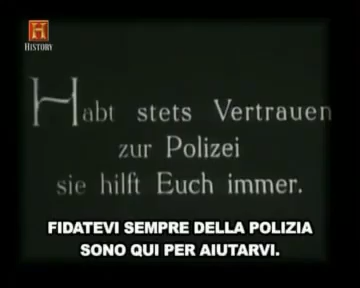 H
HISTORY
Habt stets Vertrauen
zur Polizei
sie hilft Euch immer.
FIDATEVI SEMPRE DELLA POLIZIA
SONO QUI PER AIUTARVI.